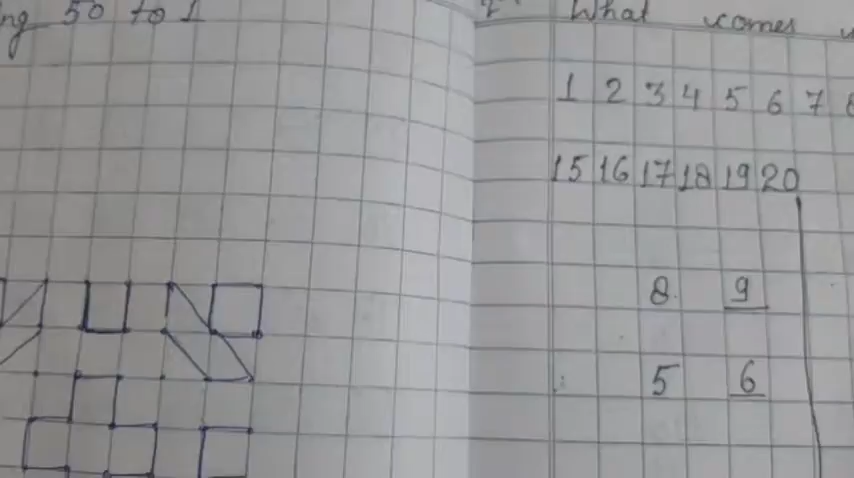 50 to 1
What comes
1 2 3 4 5 6 7
15 16 17 18 19 20
8 9
5 6